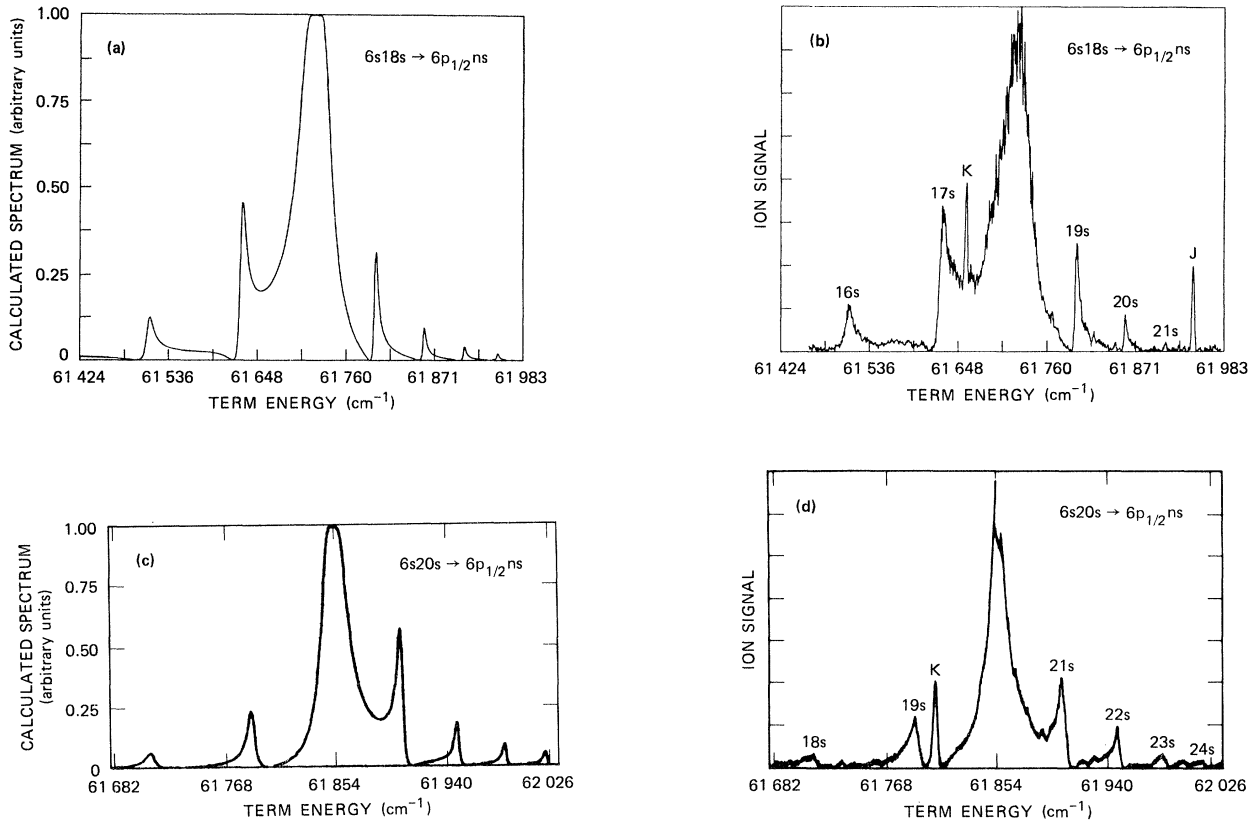 CALCULATED SPECTRUM (arbitrary units)
1.00
0.75
0.50
0.25
0
(a)
6s18s → 6p1/2ns
61 424 61 536 61 648 61 760 61 871 61 983
TERM ENERGY (cm−1)
ION SIGNAL
(b)
6s18s → 6p1/2ns
16s
17s
K
19s
20s
21s
J
61 424 61 536 61 648 61 760 61 871 61 983
TERM ENERGY (cm−1)
CALCULATED SPECTRUM
(arbitrary units)
1.00
0.75
0.50
0.25
0
(c)
6s20s → 6p1/2ns
61 682 61 768 61 854 61 940 62 026
TERM ENERGY (cm−1)
ION SIGNAL
(d)
6s20s → 6p1/2ns
18s
19s
K
21s
22s
23s
24s
61 682 61 768 61 854 61 940 62 026
TERM ENERGY (cm−1)